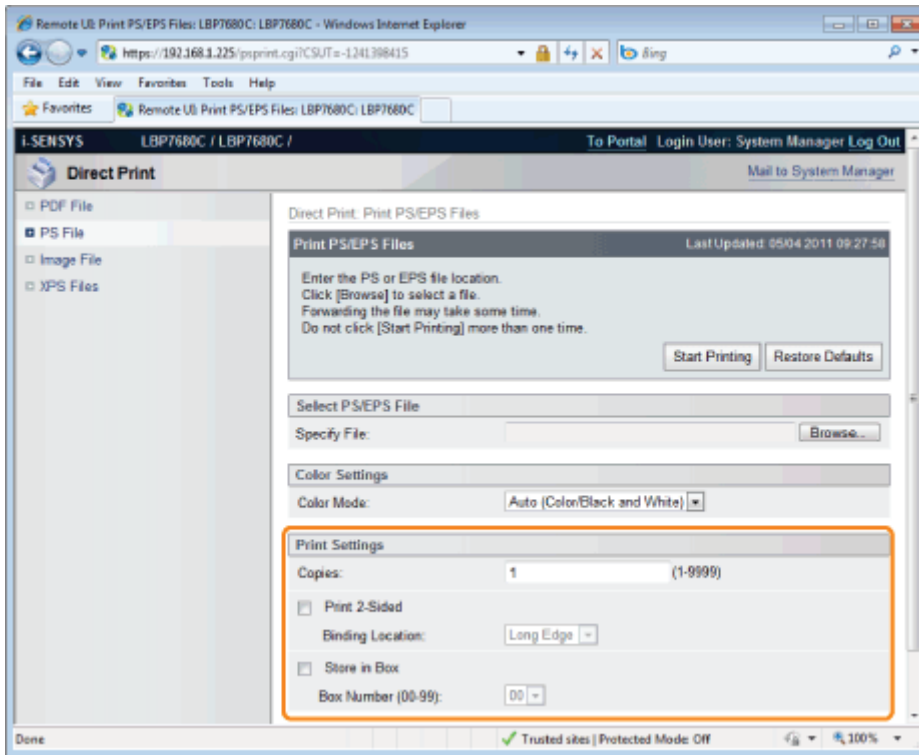 Remote UI: Print PS/EPS Files: LBP7680C: LBP7680C - Windows Internet Explorer
https://192.168.1.225/psprint.cgi?CSUT=-1241398415
Bing
File Edit View Favorites Tools Help
Favorites Remote UI: Print PS/EPS Files: LBP7680C: LBP7680C
i-SENSYS LBP7680C / LBP7680C / To Portal Login User: System Manager Log Out
Direct Print Mail to System Manager
PDF File
PS File
Image File
XPS Files
Direct Print: Print PS/EPS Files
Print PS/EPS Files Last Updated: 05/04 2011 09:27:58
Enter the PS or EPS file location.
Click [Browse] to select a file.
Forwarding the file may take some time.
Do not click [Start Printing] more than one time.
Start Printing Restore Defaults
Select PS/EPS File
Specify File: Browse...
Color Settings
Color Mode: Auto (Color/Black and White)
Print Settings
Copies: 1 (1-9999)
Print 2-Sided
Binding Location: Long Edge
Store in Box
Box Number (00-99): 00
Done Trusted sites | Protected Mode: Off 100%